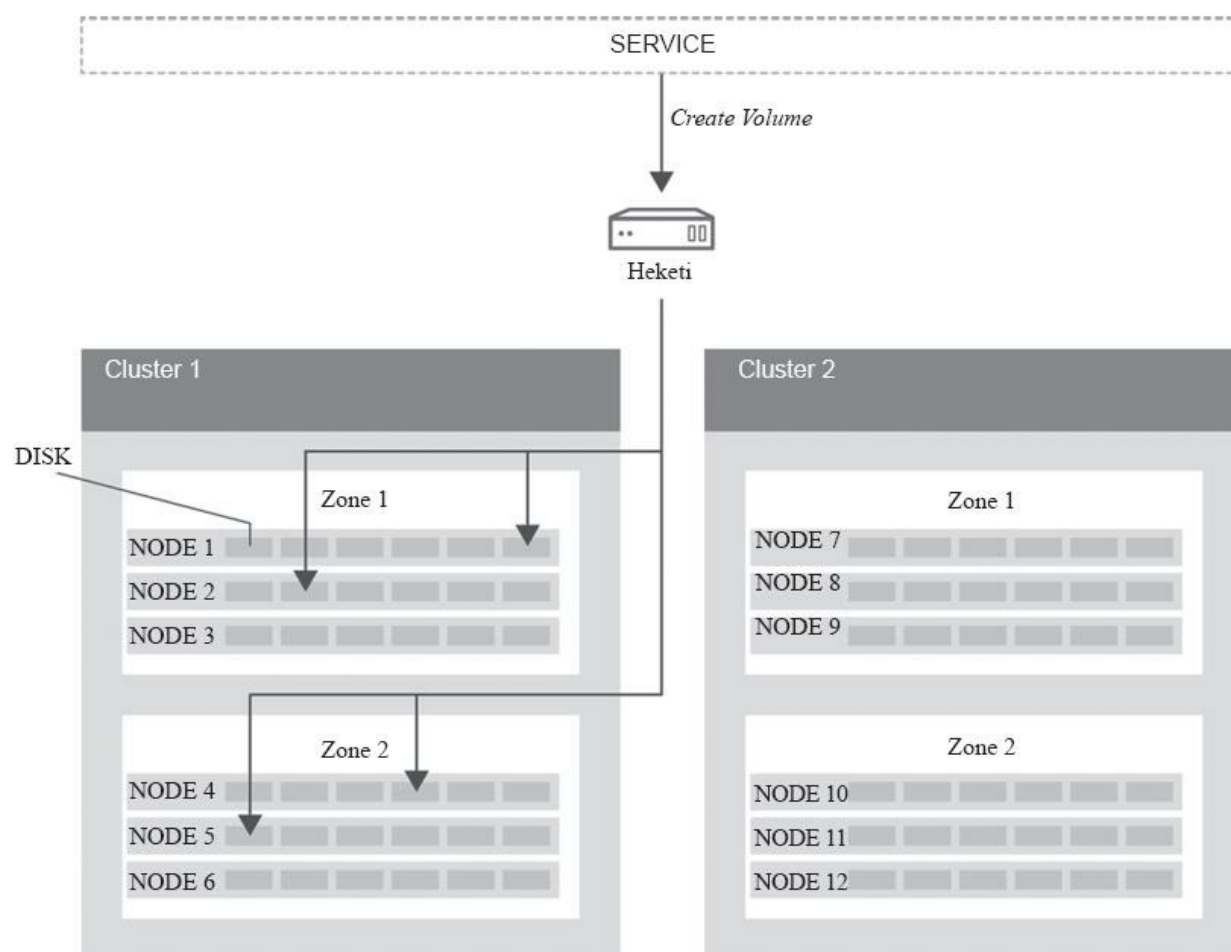 SERVICE
Create Volume
Heketi
Cluster 1
DISK
Zone 1
NODE 1
NODE 2
NODE 3
Zone 2
NODE 4
NODE 5
NODE 6
Cluster 2
Zone 1
NODE 7
NODE 8
NODE 9
Zone 2
NODE 10
NODE 11
NODE 12